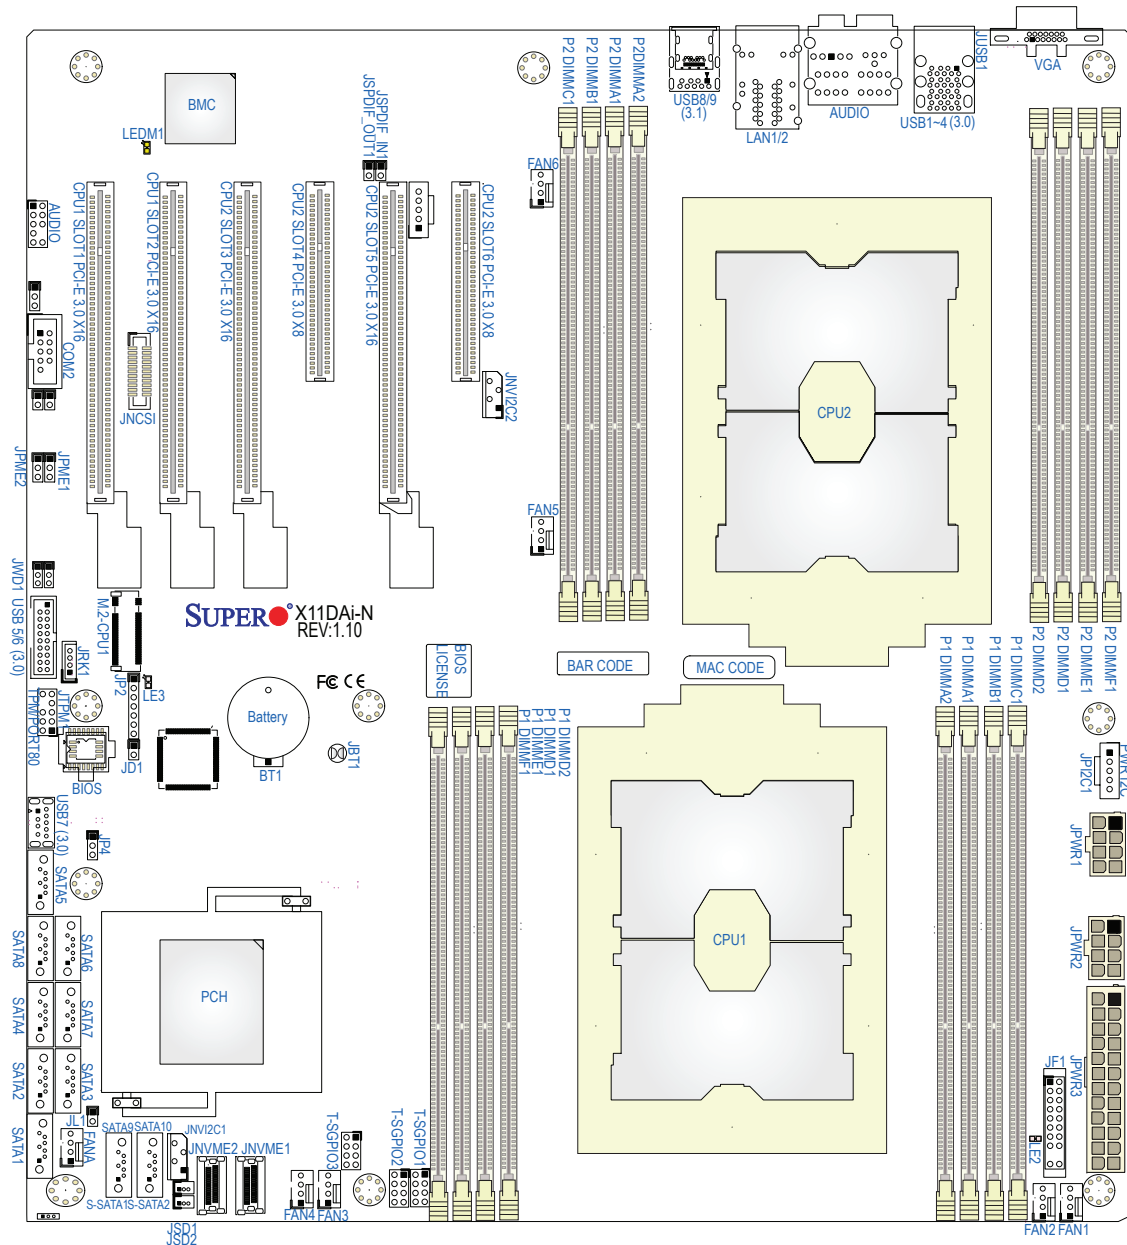 BMC
LEDM1
JSPDIF_OUT1
JSPDIF_IN1
P2 DIMMC1
P2 DIMMB1
P2 DIMMA1
P2DIMMA2
USB8/9
(3.1)
LAN1/2
AUDIO
USB1~4 (3.0)
JUSB1
VGA
FAN6
AUDIO
CPU1 SLOT1 PCI-E 3.0 X16
CPU1 SLOT2 PCI-E 3.0 X16
CPU2 SLOT3 PCI-E 3.0 X16
CPU2 SLOT4 PCI-E 3.0 X8
CPU2 SLOT5 PCI-E 3.0 X16
CPU2 SLOT6 PCI-E 3.0 X8
COM2
JNCSI
JNVI2C2
CPU2
JPME2
JPME1
FAN5
JWD1
USB 5/6 (3.0)
M.2-CPU1
SUPER
X11DAi-N
REV:1.10
JRK1
JP2
LE3
BIOS
LICENSE
BAR CODE
MAC CODE
P1 DIMMA2
P1 DIMMA1
P1 DIMMB1
P1 DIMMC1
P2 DIMMD2
P2 DIMMD1
P2 DIMME1
P2 DIMMF1
FC CE
JTPM1
TPM/PORT80
Battery
BT1
JBT1
JD1
BIOS
P1 DIMMF1
P1 DIMME1
P1 DIMMD1
P1 DIMMD2
JPI2C1
PWRI2C
USB7 (3.0)
JP4
JPWR1
SATA5
SATA8
SATA6
CPU1
JPWR2
PCH
SATA4
SATA7
SATA2
SATA3
JF1
JPWR3
JL1
FANA
SATA1
SATA9
SATA10
JNVI2C1
JNVME2
JNVME1
T-SGPIO3
T-SGPIO2
T-SGPIO1
LE2
S-SATA1
S-SATA2
JSD1
JSD2
FAN4
FAN3
FAN2
FAN1